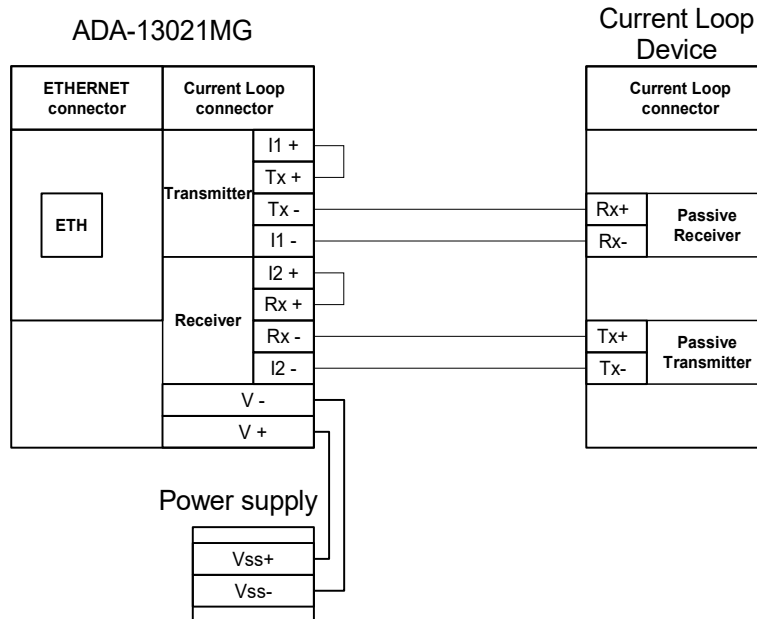 ADA-13021MG
Current Loop
Device
ETHERNET
connector
Current Loop
connector
Current Loop
connector
ETH
Transmitter
I1 +
Tx +
Tx -
I1 -
Receiver
I2 +
Rx +
Rx -
I2 -
V -
V +
Rx+
Rx-
Passive
Receiver
Tx+
Tx-
Passive
Transmitter
Power supply
Vss+
Vss-